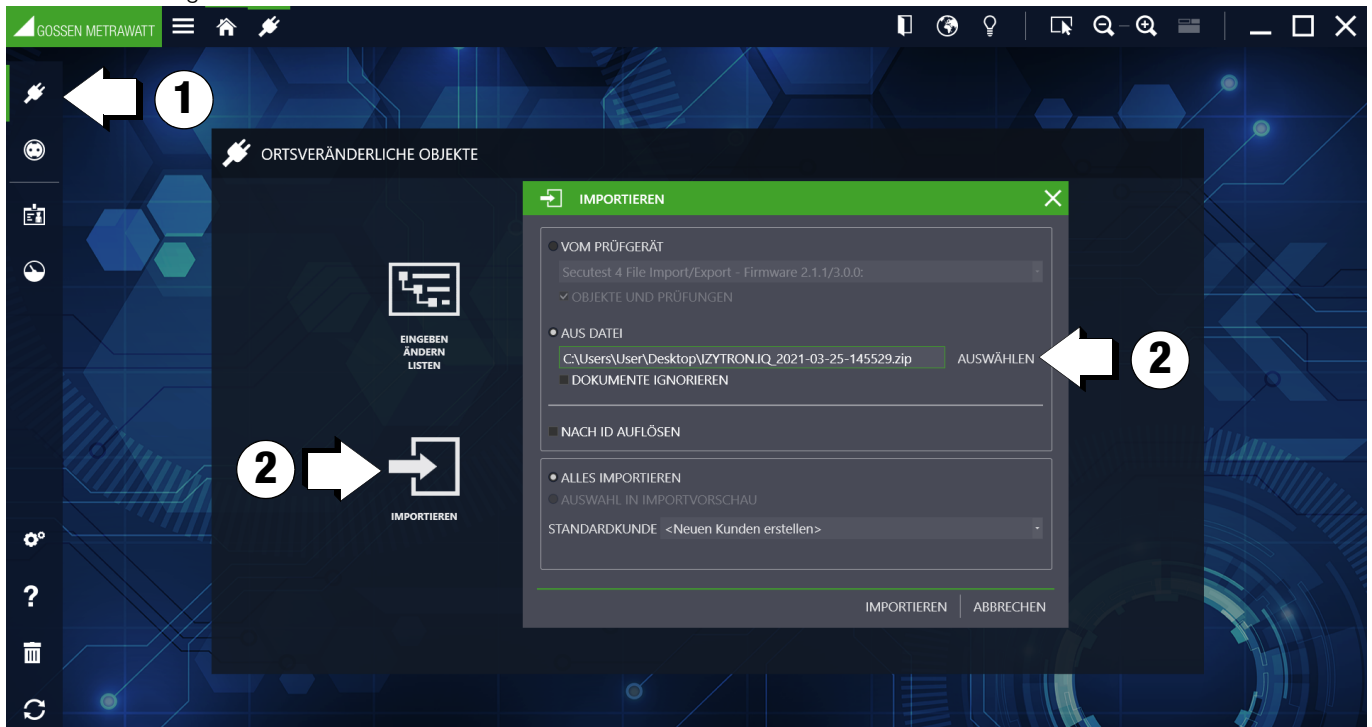 GOSSEN METRAWATT
1
ORTSVERÄNDERLICHE OBJEKTE
IMPORTIEREN
VOM PRÜFGERÄT
Secutest 4 File Import/Export - Firmware 2.1.1/3.0.0:
OBJEKTE UND PRÜFUNGEN
EINGEBEN
ÄNDERN
LISTEN
AUS DATEI
C:\Users\User\Desktop\IZYTRON.IQ_2021-03-25-145529.zip AUSWÄHLEN
2
DOKUMENTE IGNORIEREN
NACH ID AUFLÖSEN
2
IMPORTIEREN
ALLES IMPORTIEREN
AUSWAHL IN IMPORTVORSCHAU
STANDARDKUNDE <Neuen Kunden erstellen>
?
IMPORTIEREN ABBRECHEN